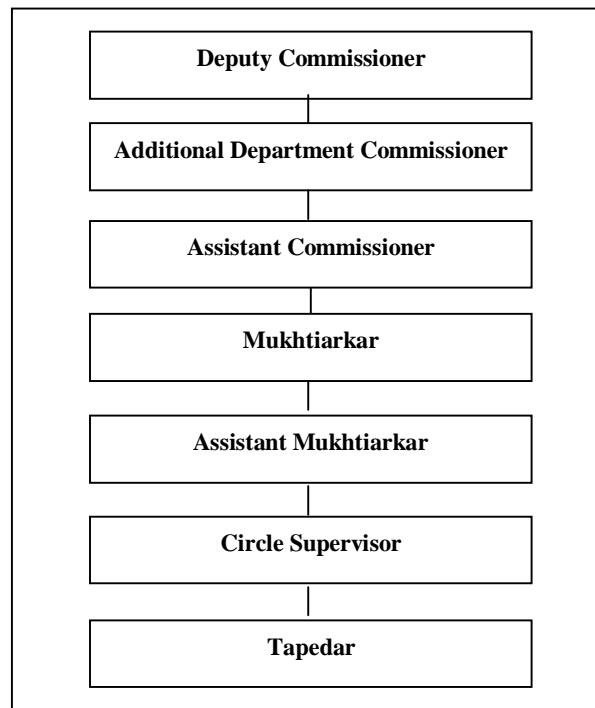 Deputy Commissioner
Additional Department Commissioner
Assistant Commissioner
Mukhtiarkar
Assistant Mukhtiarkar
Circle Supervisor
Tapedar